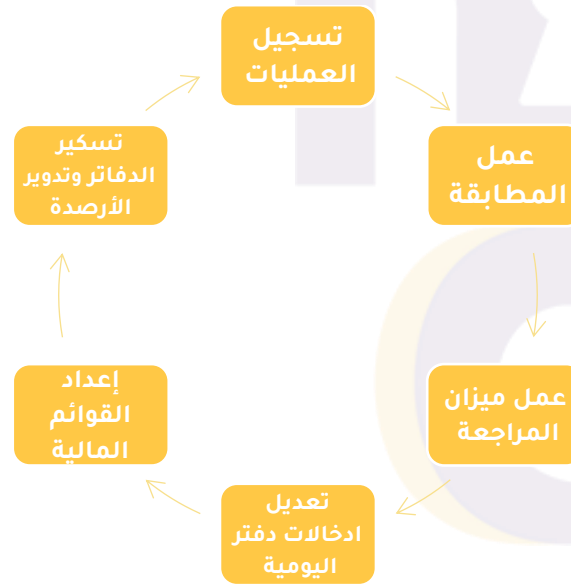 تسجيل
العمليات
عمل
المطابقة
عمل ميزان
المراجعة
تعديل
ادخالات دفتر
اليومية
إعداد
القوائم
المالية
تسكير
الدفاتر وتدوير
الأرصدة